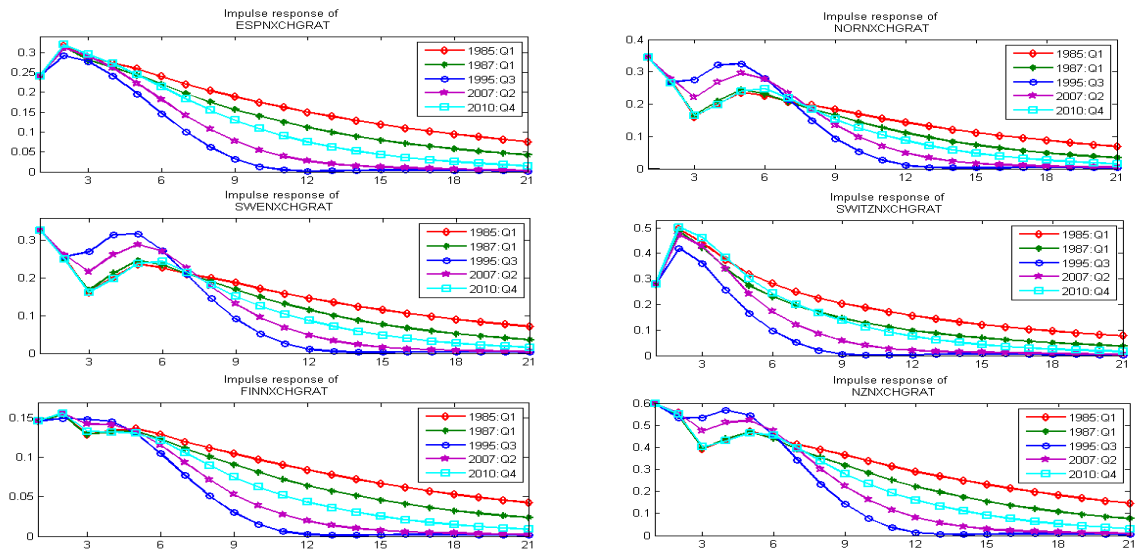 Impulse response of
ESPNXCHGRAT
0.3
0.25
0.2
0.15
0.1
0.05
0
3 6 9 12 15 18 21
1985:Q1
1987:Q1
1995:Q3
2007:Q2
2010:Q4
Impulse response of
NORNXCHGRAT
0.4
0.3
0.2
0.1
0
3 6 9 12 15 18 21
1985:Q1
1987:Q1
1995:Q3
2007:Q2
2010:Q4
Impulse response of
SWENXCHGRAT
0.3
0.2
0.1
0
3 6 9 12 15 18 21
1985:Q1
1987:Q1
1995:Q3
2007:Q2
2010:Q4
Impulse response of
SWITZNXCHGRAT
0.5
0.4
0.3
0.2
0.1
0
3 6 9 12 15 18 21
1985:Q1
1987:Q1
1995:Q3
2007:Q2
2010:Q4
Impulse response of
FINNXCHGRAT
0.15
0.1
0.05
0
3 6 9 12 15 18 21
1985:Q1
1987:Q1
1995:Q3
2007:Q2
2010:Q4
Impulse response of
NZNXCHGRAT
0.6
0.5
0.4
0.3
0.2
0.1
0
3 6 9 12 15 18 21
1985:Q1
1987:Q1
1995:Q3
2007:Q2
2010:Q4